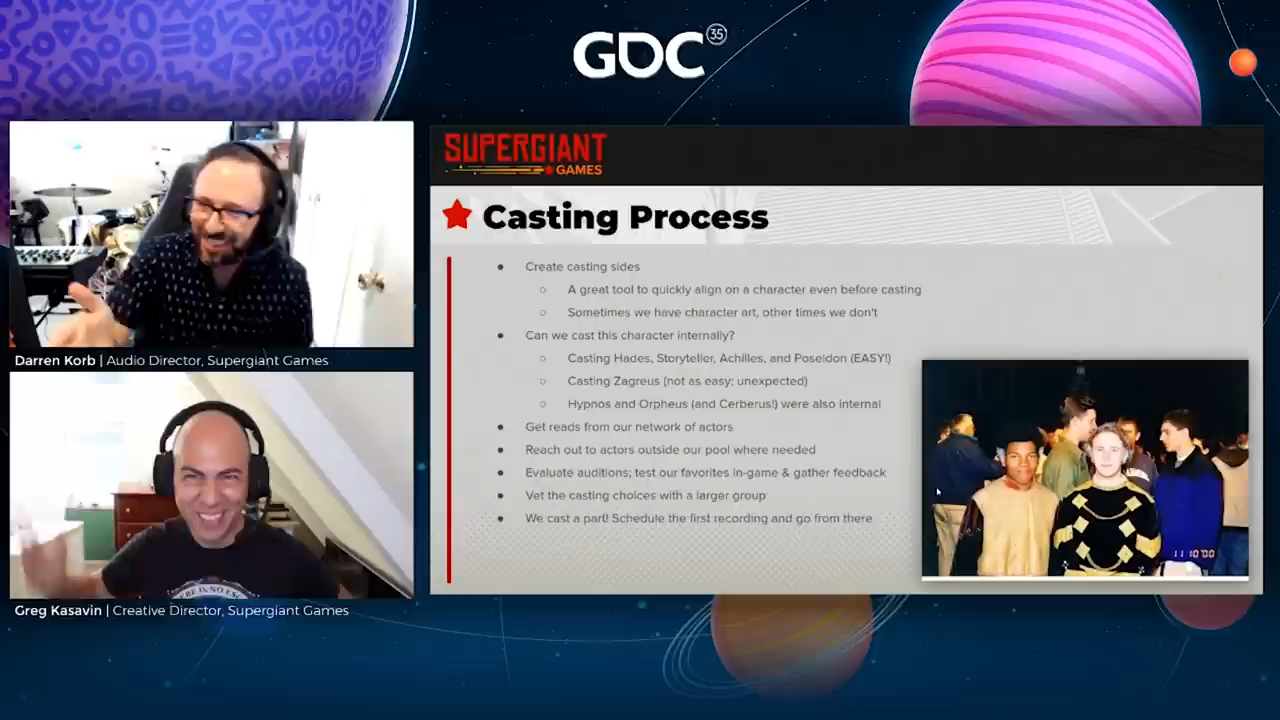 GDC 35
SUPERGIANT
GAMES
Casting Process
Create casting sides
A great tool to quickly align on a character even before casting
Sometimes we have character art, other times we don't
Can we cast this character internally?
Casting Hades, Storyteller, Achilles, and Poseidon (EASY!)
Casting Zagreus (not as easy; unexpected)
Hypnos and Orpheus (and Cerberus!) were also internal
Get reads from our network of actors
Reach out to actors outside our pool where needed
Evaluate auditions; test our favorites in-game & gather feedback
Vet the casting choices with a larger group
We cast a part! Schedule the first recording and go from there
11 10'00
Darren Korb | Audio Director, Supergiant Games
THERE IS NO ESC
Greg Kasavin | Creative Director, Supergiant Games